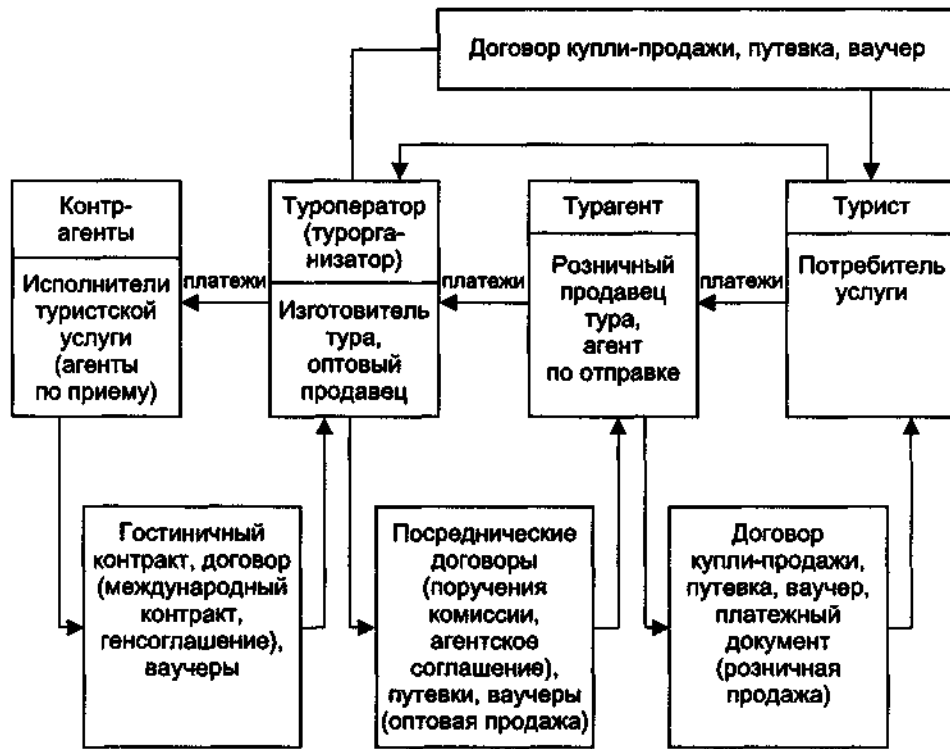 Договор купли-продажи, путевка, ваучер
Контр-
агенты
Исполнители
туристской
услуги
(агенты
по приему)
платежи
Туроператор
(турорга-
низатор)
Изготовитель
тура,
оптовый
продавец
платежи
Турагент
Розничный
продавец
тура,
агент
по отправке
платежи
Турист
Потребитель
услуги
Гостиничный
контракт, договор
(международный
контракт,
генсоглашение),
ваучеры
Посреднические
договоры
(поручения
комиссии,
агентское
соглашение),
путевки, ваучеры
(оптовая продажа)
Договор
купли-продажи,
путевка, ваучер,
платежный
документ
(розничная
продажа)